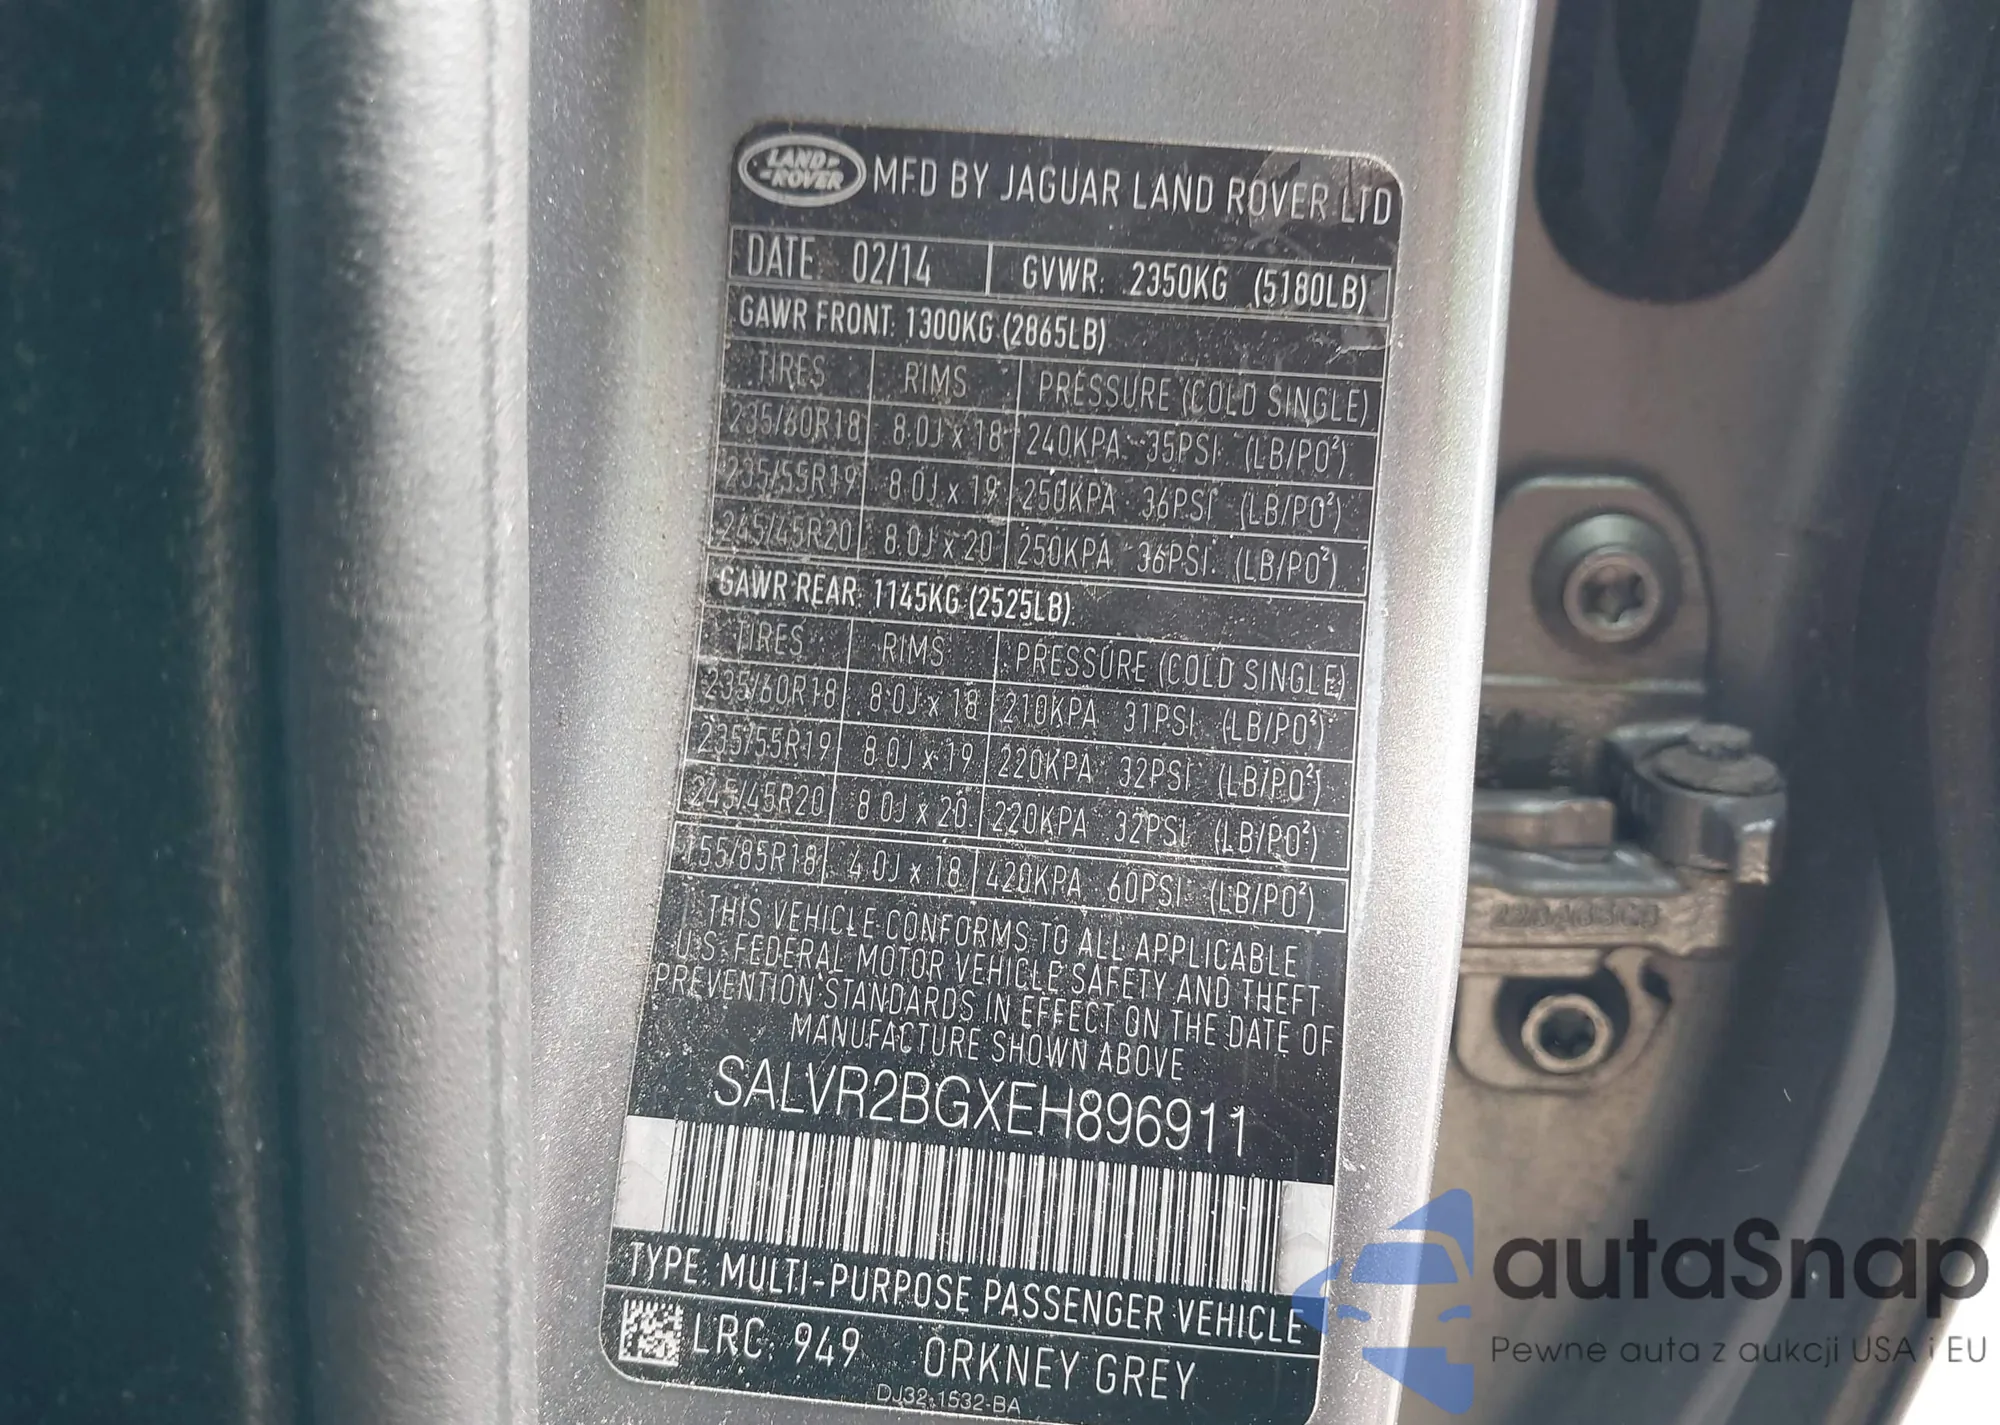 LAND-
-ROVER
MFD BY JAGUAR LAND ROVER LTD
DATE: 02/14 GVWR: 2350KG (5180LB)
GAWR FRONT: 1300KG (2865LB)
TIRES RIMS PRESSURE (COLD SINGLE)
235/60R18 8.0J x 18 240KPA 35PSI (LB/PO²)
235/55R19 8.0J x 19 250KPA 36PSI (LB/PO²)
245/45R20 8.0J x 20 250KPA 36PSI (LB/PO²)
GAWR REAR: 1145KG (2525LB)
TIRES RIMS PRESSURE (COLD SINGLE)
235/60R18 8.0J x 18 210KPA 31PSI (LB/PO²)
235/55R19 8.0J x 19 220KPA 32PSI (LB/PO²)
245/45R20 8.0J x 20 220KPA 32PSI (LB/PO²)
155/85R18 4.0J x 18 420KPA 60PSI (LB/PO²)
THIS VEHICLE CONFORMS TO ALL APPLICABLE
U.S. FEDERAL MOTOR VEHICLE SAFETY AND THEFT
PREVENTION STANDARDS IN EFFECT ON THE DATE OF
MANUFACTURE SHOWN ABOVE
SALVR2BGXEH896911
TYPE: MULTI-PURPOSE PASSENGER VEHICLE
LRC: 949 ORKNEY GREY
DJ32-1532-BA
autaSnap
Pewne auta z aukcji USA i EU